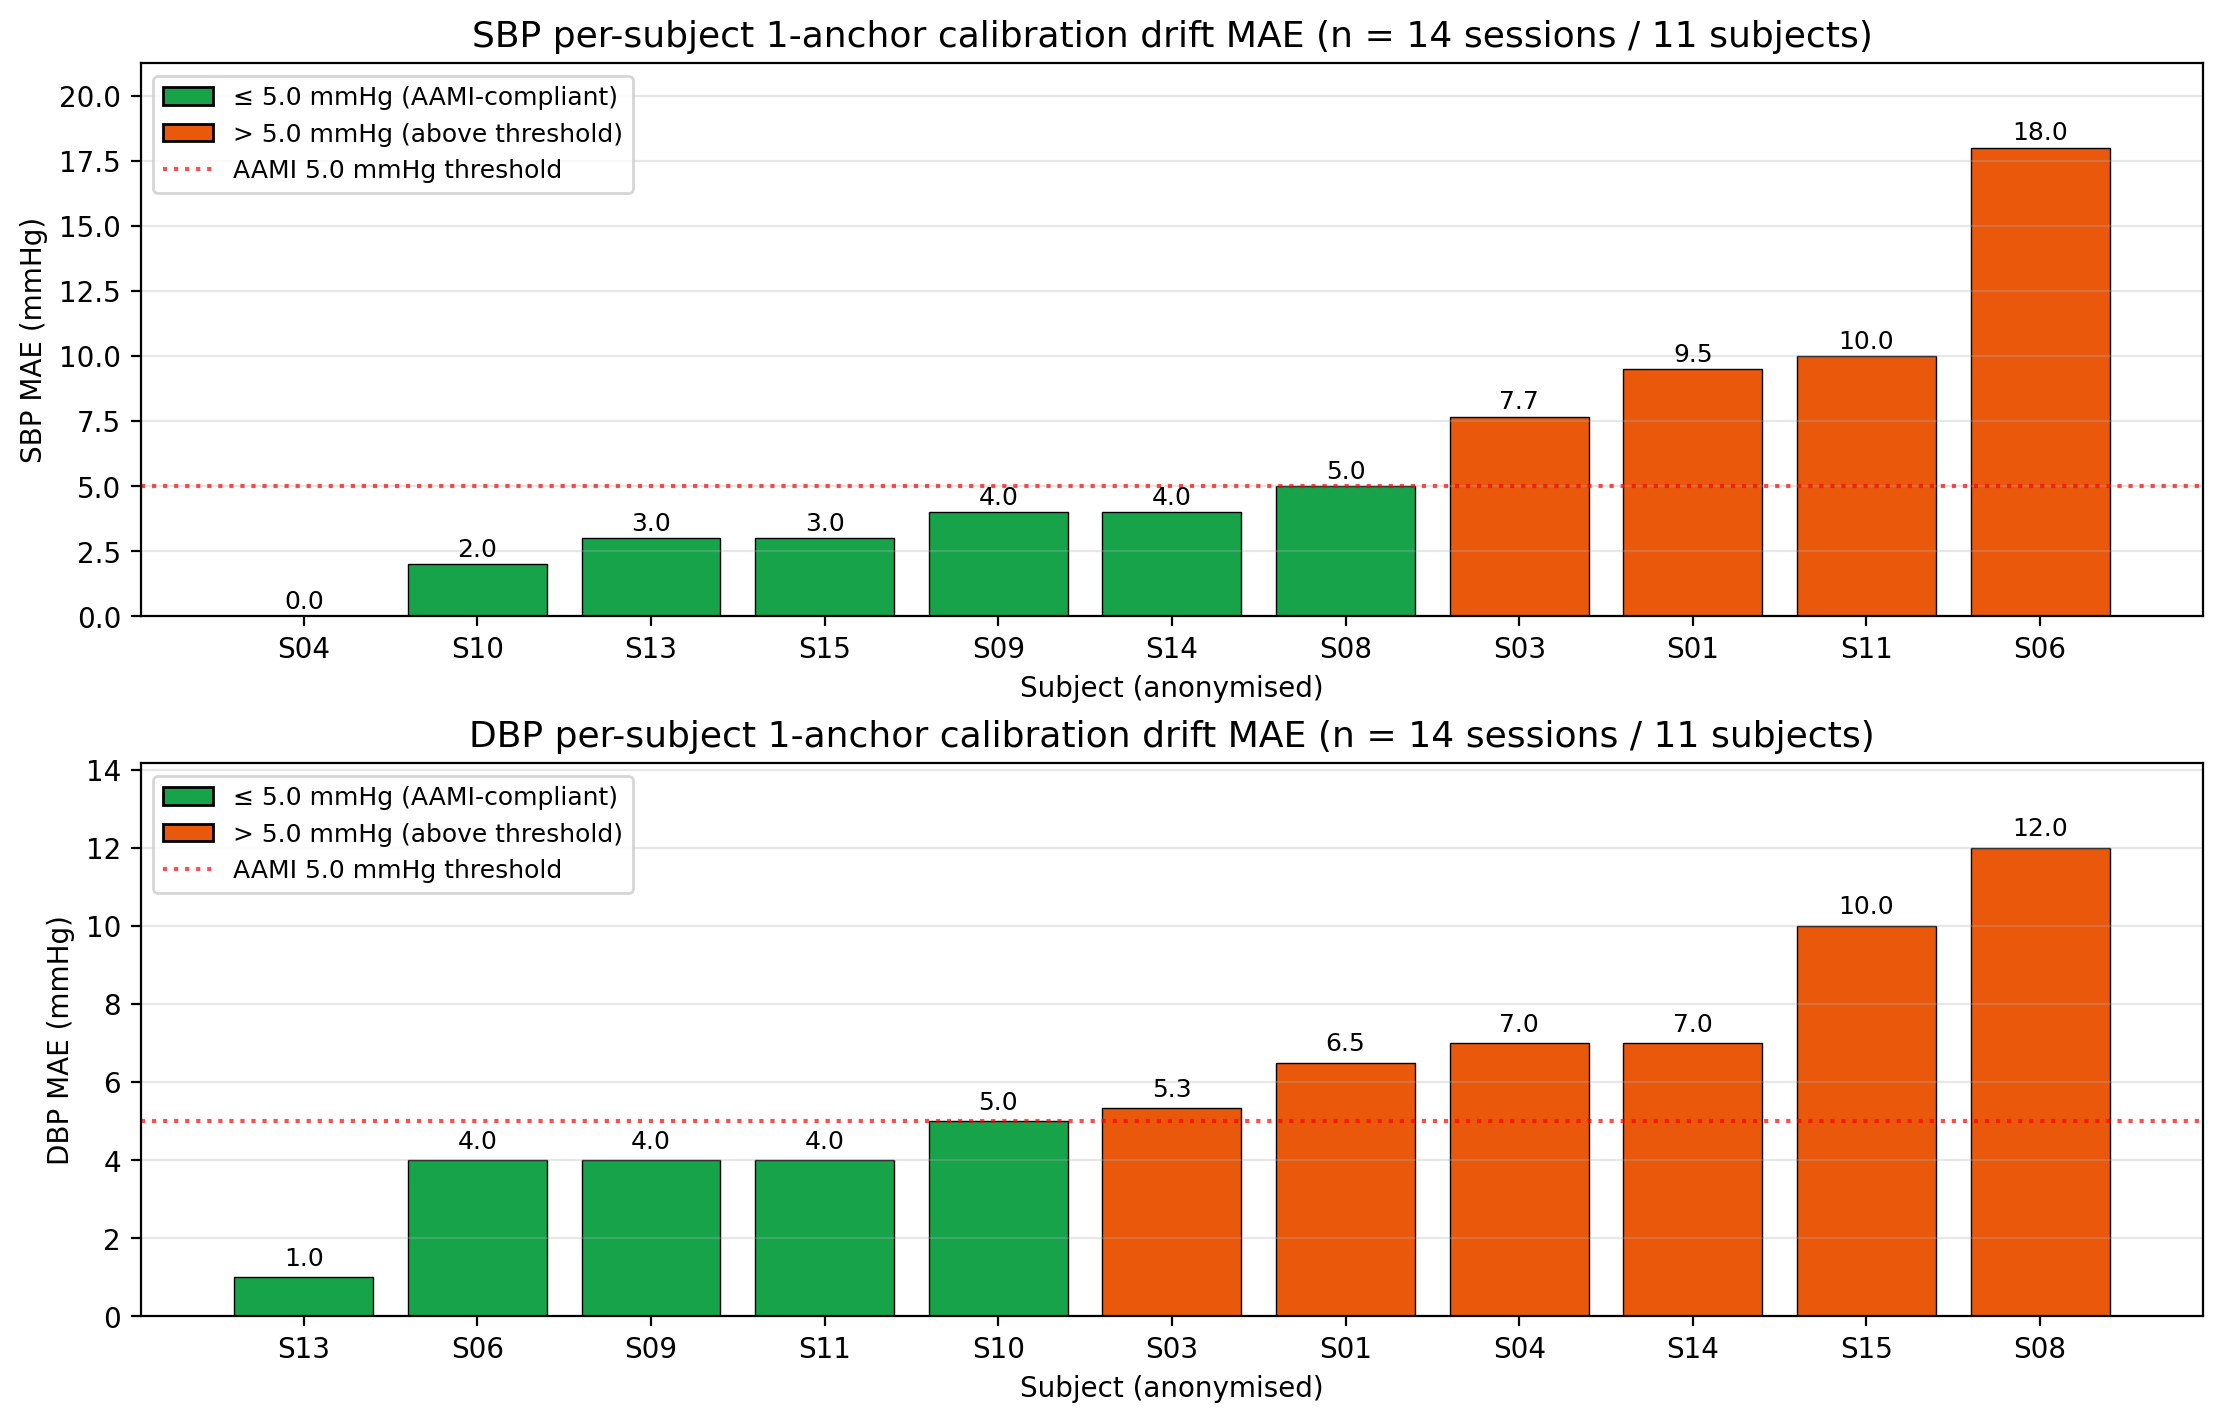 SBP per-subject 1-anchor calibration drift MAE (n = 14 sessions / 11 subjects)
≤ 5.0 mmHg (AAMI-compliant)
> 5.0 mmHg (above threshold)
AAMI 5.0 mmHg threshold
SBP MAE (mmHg)
20.0
17.5
15.0
12.5
10.0
7.5
5.0
2.5
0.0
0.0
2.0
3.0
3.0
4.0
4.0
5.0
7.7
9.5
10.0
18.0
S04 S10 S13 S15 S09 S14 S08 S03 S01 S11 S06
Subject (anonymised)
DBP per-subject 1-anchor calibration drift MAE (n = 14 sessions / 11 subjects)
≤ 5.0 mmHg (AAMI-compliant)
> 5.0 mmHg (above threshold)
AAMI 5.0 mmHg threshold
DBP MAE (mmHg)
14
12
10
8
6
4
2
0
1.0
4.0
4.0
4.0
5.0
5.3
6.5
7.0
7.0
10.0
12.0
S13 S06 S09 S11 S10 S03 S01 S04 S14 S15 S08
Subject (anonymised)